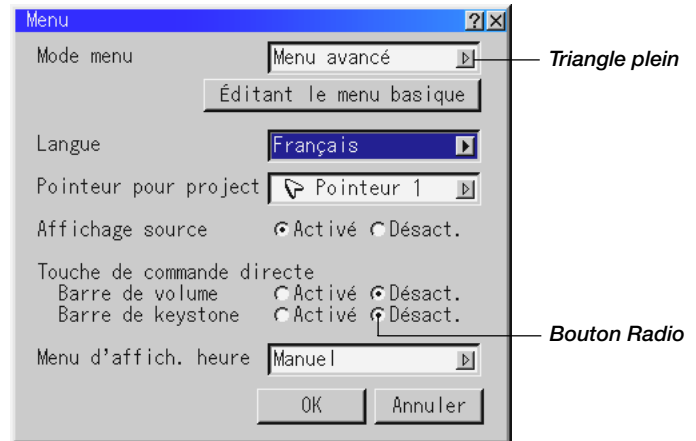 Menu
Mode menu Menu avancé
Triangle plein
Éditant le menu basique
Langue Français
Pointeur pour project Pointeur 1
Affichage source Activé Désact.
Touche de commande directe
Barre de volume Activé Désact.
Barre de keystone Activé Désact.
Bouton Radio
Menu d'affich. heure Manuel
OK Annuler